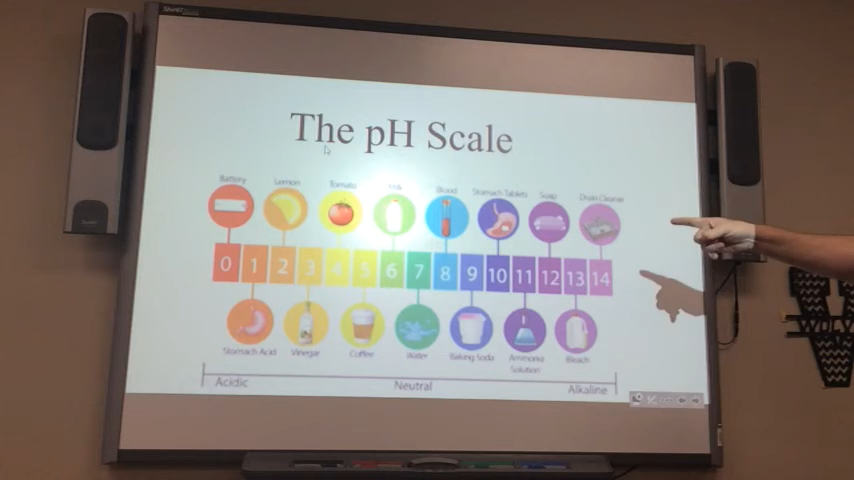 SMART
The pH Scale
Battery Lemon Tomato Milk Blood Stomach Tablets Soap Drain Cleaner
0 1 2 3 4 5 6 7 8 9 10 11 12 13 14
Stomach Acid Vinegar Coffee Water Baking Soda Ammonia Solution Bleach
Acidic Neutral Alkaline
WOLV